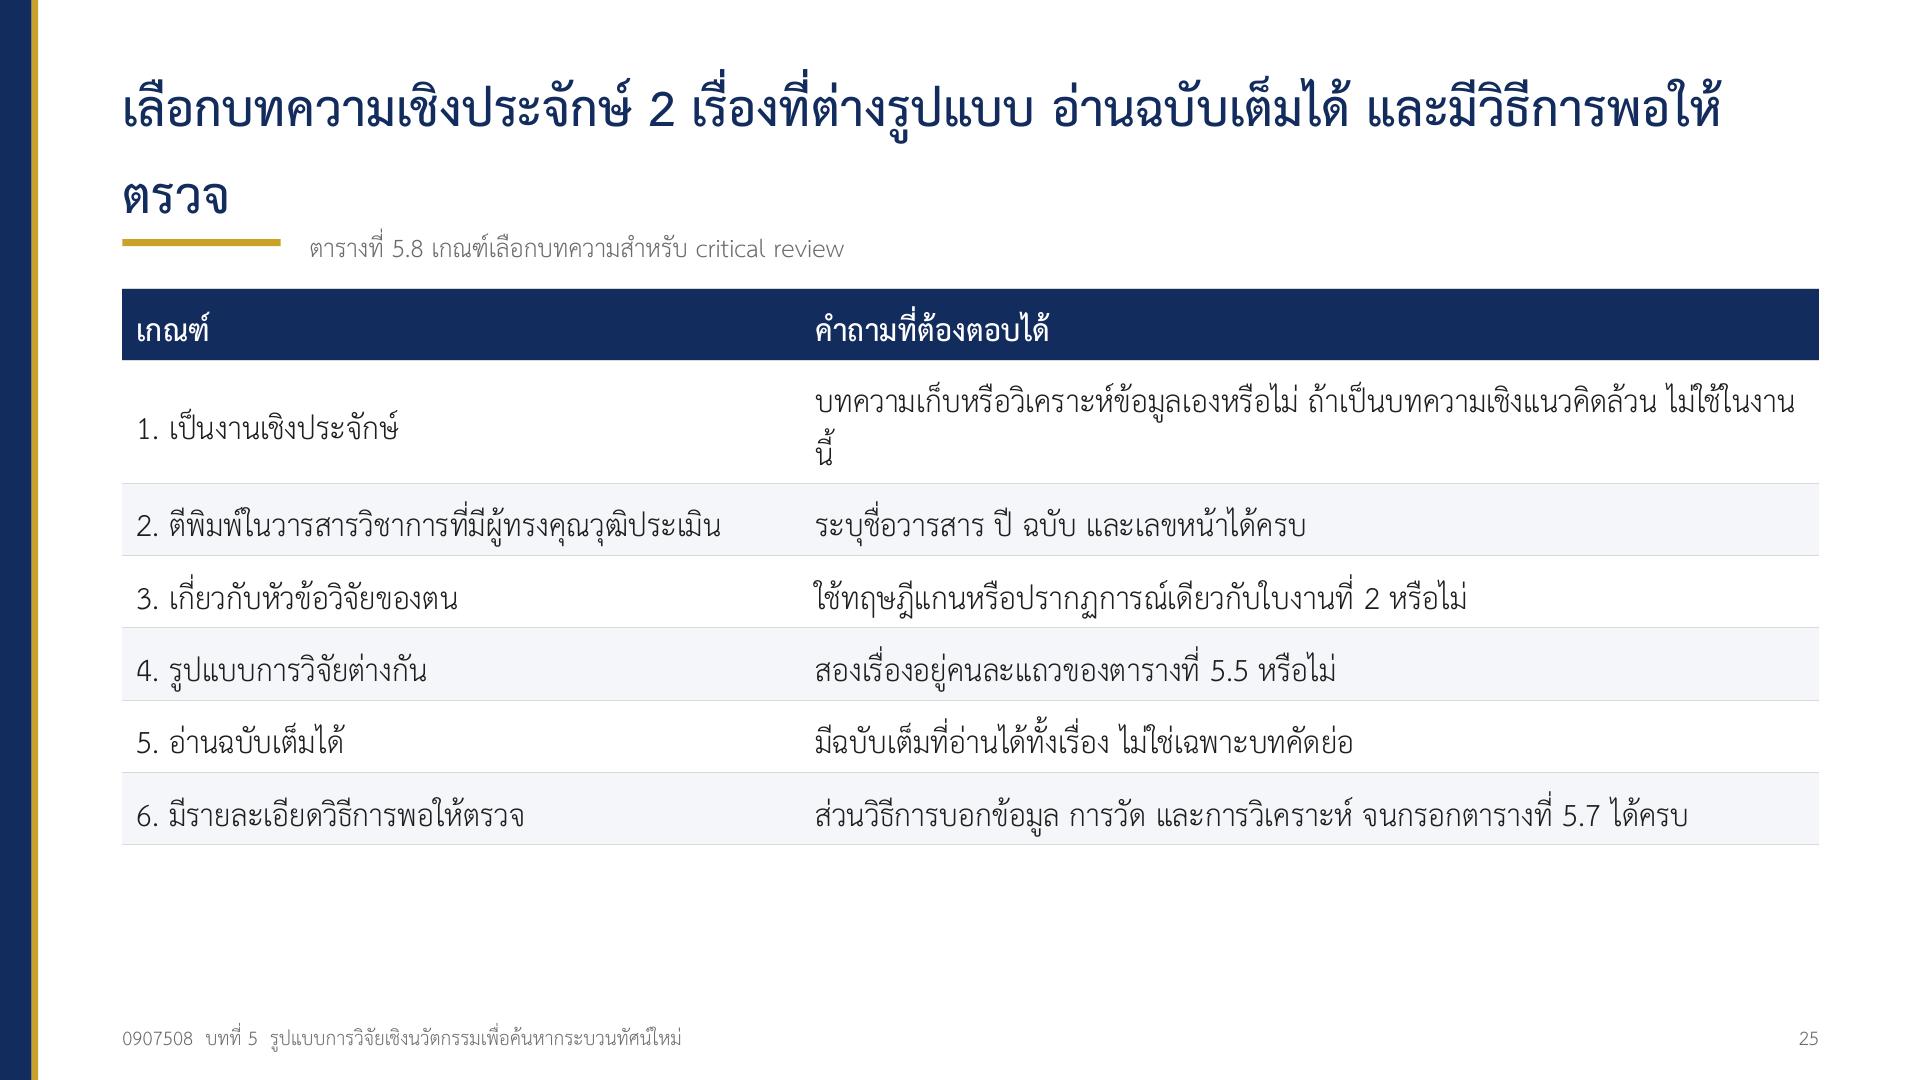 เลือกบทความเชิงประจักษ์ 2 เรื่องที่ต่างรูปแบบ อ่านฉบับเต็มได้ และมีวิธีการพอให้
ตรวจ
ตารางที่ 5.8 เกณฑ์เลือกบทความสำหรับ critical review
เกณฑ์ คำถามที่ต้องตอบได้
1. เป็นงานเชิงประจักษ์ บทความเก็บหรือวิเคราะห์ข้อมูลเองหรือไม่ ถ้าเป็นบทความเชิงแนวคิดล้วน ไม่ใช้ในงาน
นี้
2. ตีพิมพ์ในวารสารวิชาการที่มีผู้ทรงคุณวุฒิประเมิน ระบุชื่อวารสาร ปี ฉบับ และเลขหน้าได้ครบ
3. เกี่ยวกับหัวข้อวิจัยของตน ใช้ทฤษฎีแกนหรือปรากฏการณ์เดียวกับใบงานที่ 2 หรือไม่
4. รูปแบบการวิจัยต่างกัน สองเรื่องอยู่คนละแถวของตารางที่ 5.5 หรือไม่
5. อ่านฉบับเต็มได้ มีฉบับเต็มที่อ่านได้ทั้งเรื่อง ไม่ใช่เฉพาะบทคัดย่อ
6. มีรายละเอียดวิธีการพอให้ตรวจ ส่วนวิธีการบอกข้อมูล การวัด และการวิเคราะห์ จนกรอกตารางที่ 5.7 ได้ครบ
0907508 บทที่ 5 รูปแบบการวิจัยเชิงนวัตกรรมเพื่อค้นหากระบวนทัศน์ใหม่ 25